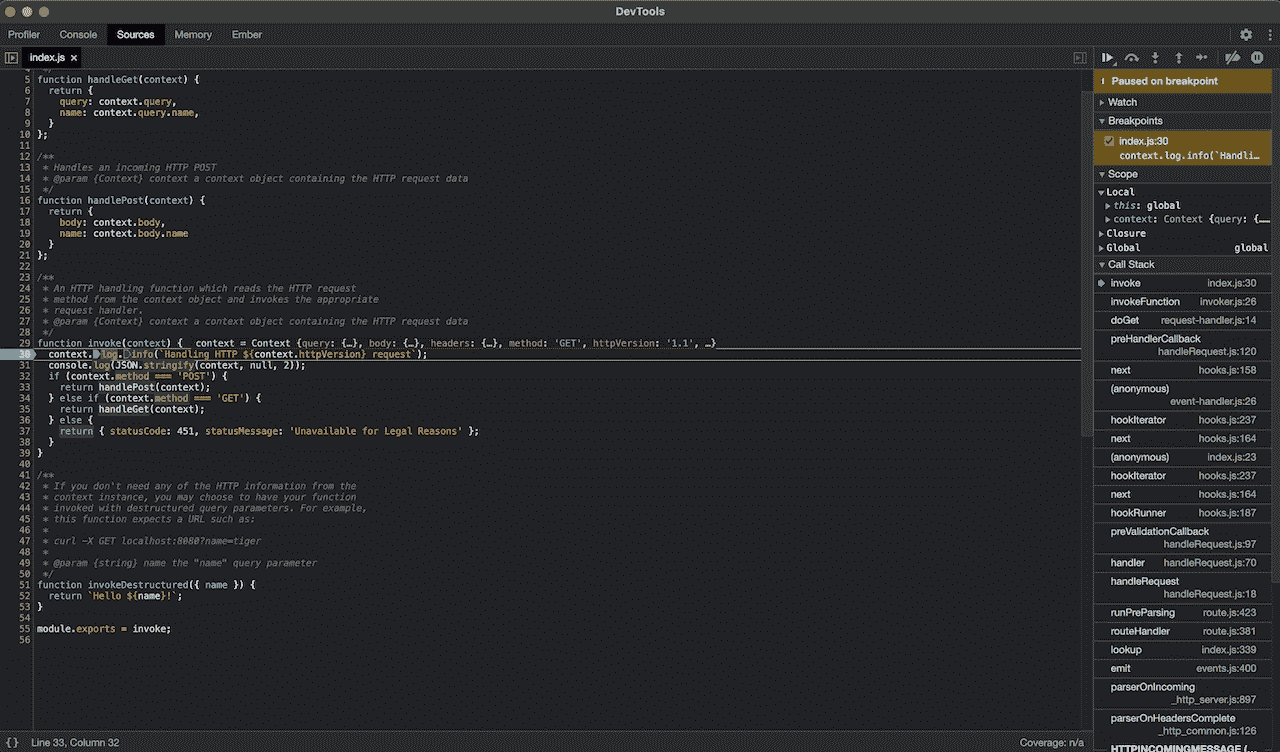 DevTools
Profiler Console Sources Memory Ember
index.js ×
4 */
5 function handleGet(context) {
6 return {
7 query: context.query,
8 name: context.query.name,
9 }
10 };
11
12 /**
13 * Handles an incoming HTTP POST
14 * @param {Context} context a context object containing the HTTP request data
15 */
16 function handlePost(context) {
17 return {
18 body: context.body,
19 name: context.body.name
20 }
21 };
22
23 /**
24 * An HTTP handling function which reads the HTTP request
25 * method from the context object and invokes the appropriate
26 * request handler.
27 * @param {Context} context a context object containing the HTTP request data
28 */
29 function invoke(context) { context = Context {query: {…}, body: {…}, headers: {…}, method: 'GET', httpVersion: '1.1', …}
30 context.log.info(`Handling HTTP ${context.httpVersion} request`);
31 console.log(JSON.stringify(context, null, 2));
32 if (context.method === 'POST') {
33 return handlePost(context);
34 } else if (context.method === 'GET') {
35 return handleGet(context);
36 } else {
37 return { statusCode: 451, statusMessage: 'Unavailable for Legal Reasons' };
38 }
39 }
40
41 /**
42 * If you don't need any of the HTTP information from the
43 * context instance, you may choose to have your function
44 * invoked with destructured query parameters. For example,
45 * this function expects a URL such as:
46 *
47 * curl -X GET localhost:8080?name=tiger
48 *
49 * @param {string} name the "name" query parameter
50 */
51 function invokeDestructured({ name }) {
52 return `Hello ${name}!`;
53 }
54
55 module.exports = invoke;
56
{ } Line 33, Column 32 Coverage: n/a
Paused on breakpoint
Watch
Breakpoints
index.js:30
context.log.info(`Handli…
Scope
Local
this: global
context: Context {query: {……
Closure
Global global
Call Stack
invoke index.js:30
invokeFunction invoker.js:26
doGet request-handler.js:14
preHandlerCallback
handleRequest.js:120
next hooks.js:158
(anonymous)
event-handler.js:26
hookIterator hooks.js:237
next hooks.js:164
(anonymous) index.js:23
hookIterator hooks.js:237
next hooks.js:164
hookRunner hooks.js:187
preValidationCallback
handleRequest.js:97
handler handleRequest.js:70
handleRequest
handleRequest.js:18
runPreParsing route.js:423
routeHandler route.js:381
lookup index.js:339
emit events.js:400
parserOnIncoming
_http_server.js:897
parserOnHeadersComplete
_http_common.js:126
HTTPINCOMINGMESSAGE (…